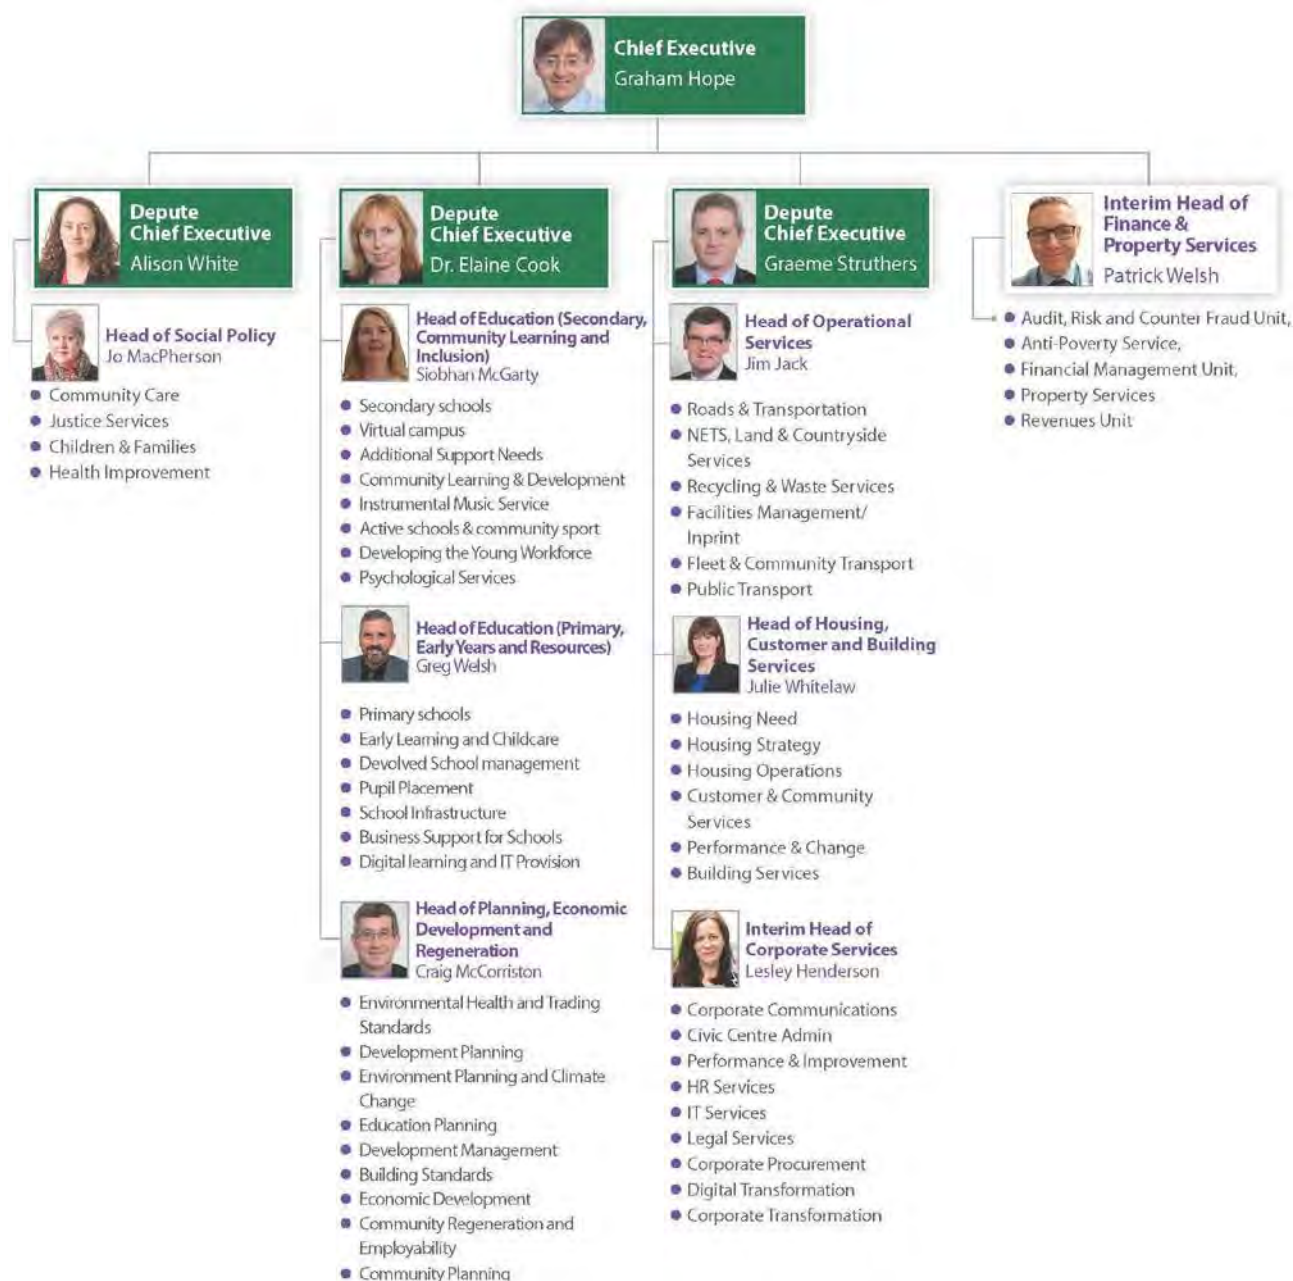 Chief Executive
Graham Hope
Depute
Chief Executive
Alison White
Head of Social Policy
Jo MacPherson
Community Care
Justice Services
Children & Families
Health Improvement
Depute
Chief Executive
Dr. Elaine Cook
Head of Education (Secondary,
Community Learning and
Inclusion)
Siobhan McGarty
Secondary schools
Virtual campus
Additional Support Needs
Community Learning & Development
Instrumental Music Service
Active schools & community sport
Developing the Young Workforce
Psychological Services
Head of Education (Primary,
Early Years and Resources)
Greg Welsh
Primary schools
Early Learning and Childcare
Devolved School management
Pupil Placement
School Infrastructure
Business Support for Schools
Digital learning and IT Provision
Head of Planning, Economic
Development and
Regeneration
Craig McCorriston
Environmental Health and Trading
Standards
Development Planning
Environment Planning and Climate
Change
Education Planning
Development Management
Building Standards
Economic Development
Community Regeneration and
Employability
Community Planning
Depute
Chief Executive
Graeme Struthers
Head of Operational
Services
Jim Jack
Roads & Transportation
NETS, Land & Countryside
Services
Recycling & Waste Services
Facilities Management/
Inprint
Fleet & Community Transport
Public Transport
Head of Housing,
Customer and Building
Services
Julie Whitelaw
Housing Need
Housing Strategy
Housing Operations
Customer & Community
Services
Performance & Change
Building Services
Interim Head of
Corporate Services
Lesley Henderson
Corporate Communications
Civic Centre Admin
Performance & Improvement
HR Services
IT Services
Legal Services
Corporate Procurement
Digital Transformation
Corporate Transformation
Interim Head of
Finance &
Property Services
Patrick Welsh
Audit, Risk and Counter Fraud Unit,
Anti-Poverty Service,
Financial Management Unit,
Property Services
Revenues Unit